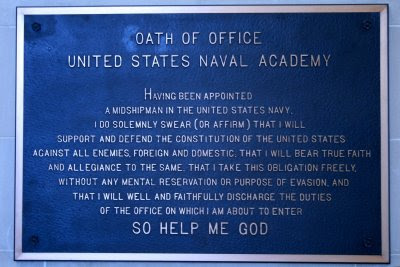 OATH OF OFFICE
UNITED STATES NAVAL ACADEMY
HAVING BEEN APPOINTED
A MIDSHIPMAN IN THE UNITED STATES NAVY,
I DO SOLEMNLY SWEAR (OR AFFIRM) THAT I WILL
SUPPORT AND DEFEND THE CONSTITUTION OF THE UNITED STATES
AGAINST ALL ENEMIES, FOREIGN AND DOMESTIC, THAT I WILL BEAR TRUE FAITH
AND ALLEGIANCE TO THE SAME, THAT I TAKE THIS OBLIGATION FREELY,
WITHOUT ANY MENTAL RESERVATION OR PURPOSE OF EVASION, AND
THAT I WILL WELL AND FAITHFULLY DISCHARGE THE DUTIES
OF THE OFFICE ON WHICH I AM ABOUT TO ENTER
SO HELP ME GOD